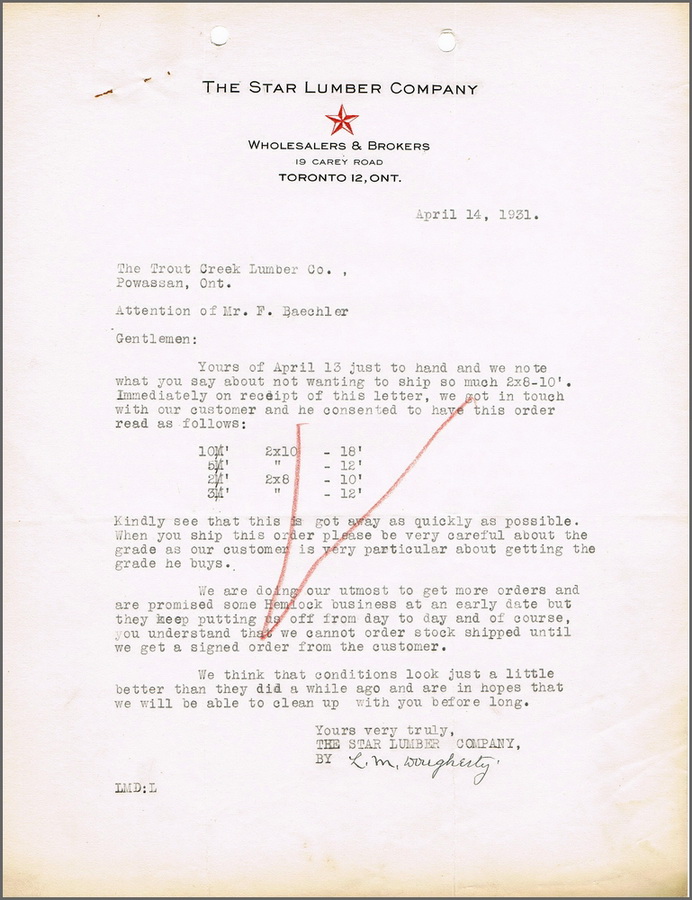 THE STAR LUMBER COMPANY
WHOLESALERS & BROKERS
19 CAREY ROAD
TORONTO 12, ONT.
April 14, 1931.
The Trout Creek Lumber Co. ,
Powassan, Ont.
Attention of Mr. F. Baechler
Gentlemen:
Yours of April 13 just to hand and we note
what you say about not wanting to ship so much 2x8-10'.
Immediately on receipt of this letter, we got in touch
with our customer and he consented to have this order
read as follows:
10M' 2x10 - 18'
5M' " - 12'
2M' 2x8 - 10'
3M' " - 12'
Kindly see that this is got away as quickly as possible.
When you ship this order please be very careful about the
grade as our customer is very particular about getting the
grade he buys.
We are doing our utmost to get more orders and
are promised some Hemlock business at an early date but
they keep putting us off from day to day and of course,
you understand that we cannot order stock shipped until
we get a signed order from the customer.
We think that conditions look just a little
better than they did a while ago and are in hopes that
we will be able to clean up with you before long.
Yours very truly,
THE STAR LUMBER COMPANY,
BY L. M. Dougherty.
LMD:L